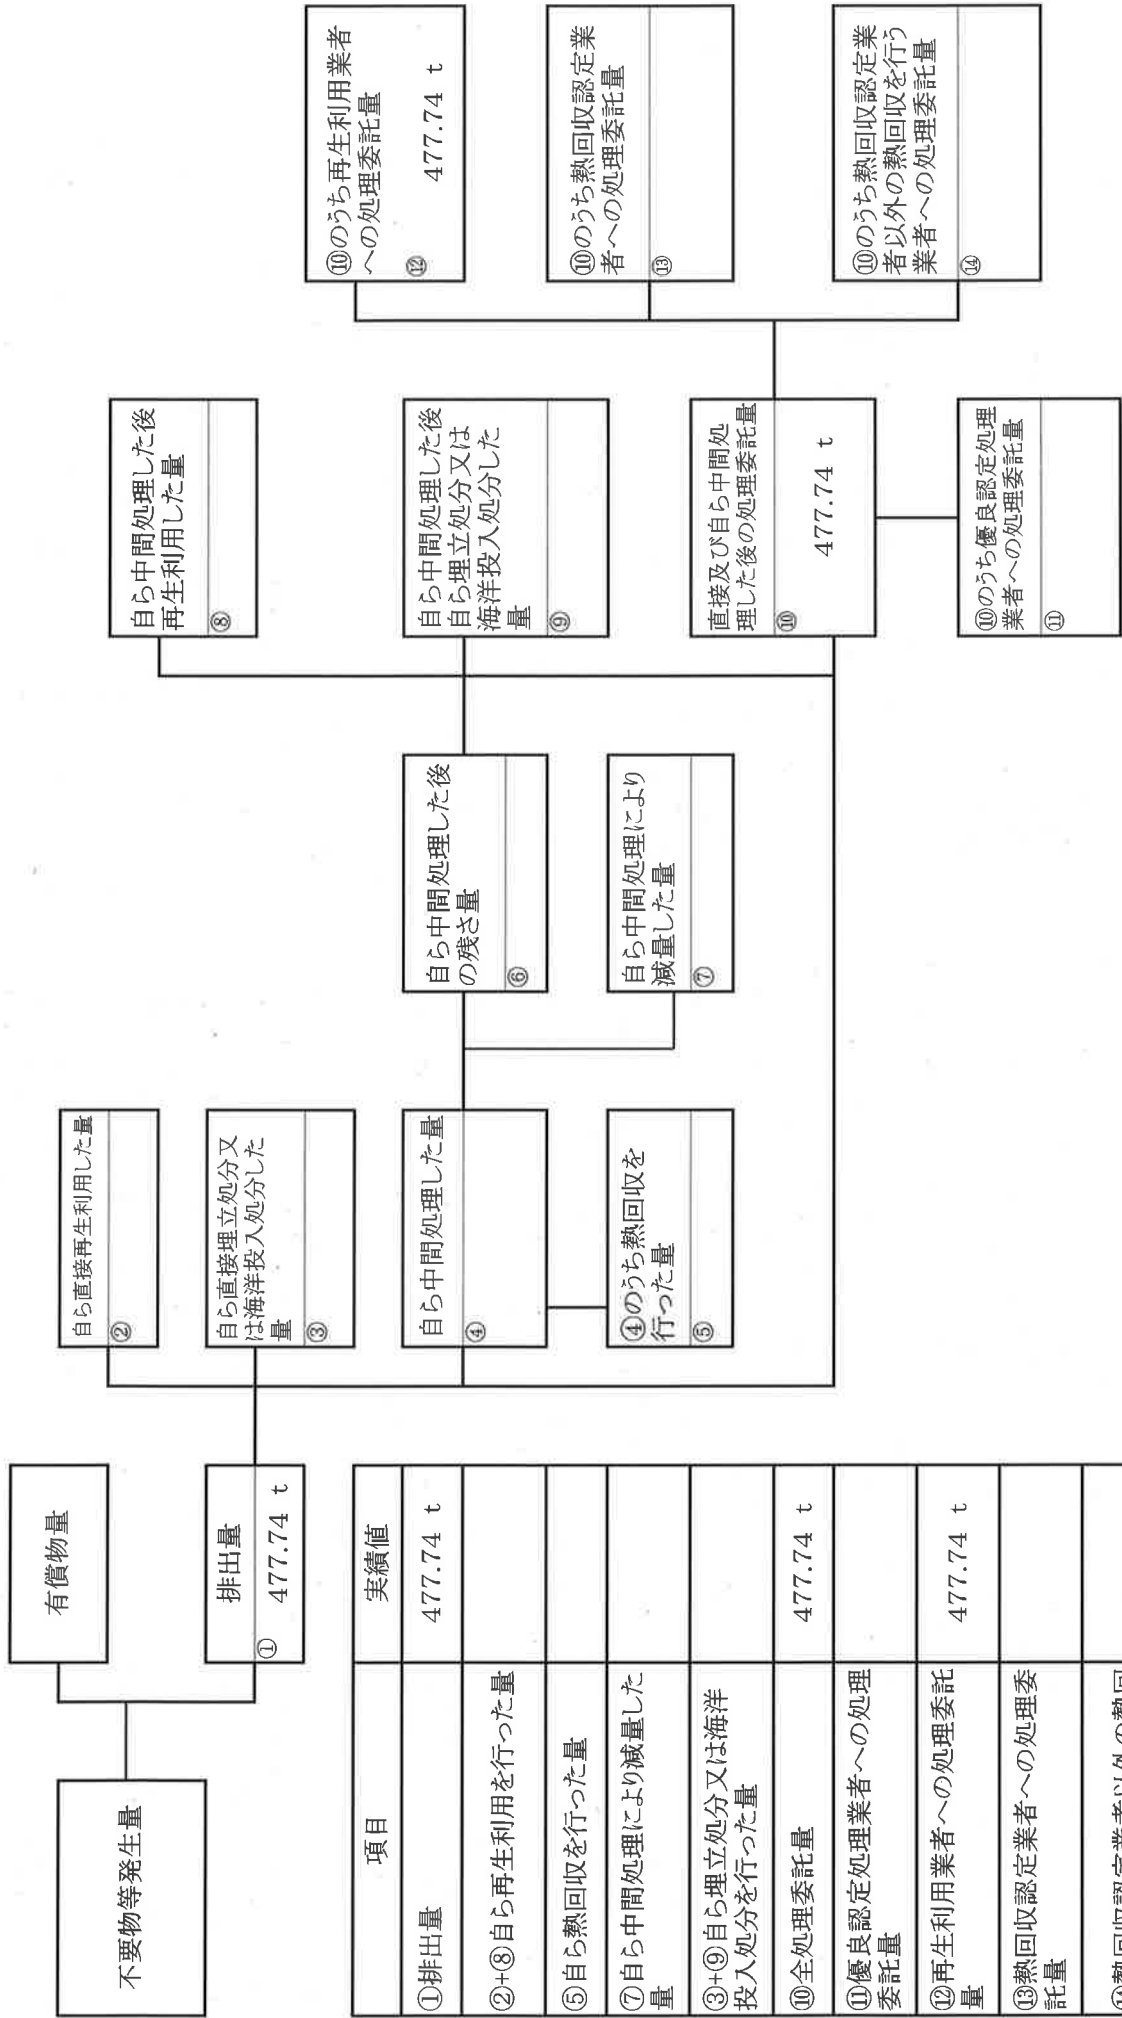 不要物等発生量
有償物量
排出量
①
477.74 t
自ら直接再生利用した量
②
自ら直接埋立処分又
は海洋投入処分した
量
③
自ら中間処理した量
④
④のうち熱回収を
行った量
⑤
自ら中間処理した後
の残さ量
⑥
自ら中間処理により
減量した量
⑦
自ら中間処理した後
再生利用した量
⑧
自ら中間処理した後
自ら埋立処分又は
海洋投入処分した
量
⑨
直接及び自ら中間処
理した後の処理委託量
⑩
477.74 t
⑩のうち優良認定処理
業者への処理委託量
⑪
⑩のうち再生利用業者
への処理委託量
⑫
477.74 t
⑩のうち熱回収認定業
者への処理委託量
⑬
⑩のうち熱回収認定業
者以外の熱回収を行う
業者への処理委託量
⑭
項目 実績値
①排出量 477.74 t
②+⑧自ら再生利用を行った量
⑤自ら熱回収を行った量
⑦自ら中間処理により減量した
量
③+⑨自ら埋立処分又は海洋
投入処分を行った量
⑩全処理委託量 477.74 t
⑪優良認定処理業者への処理
委託量
⑫再生利用業者への処理委託
量 477.74 t
⑬熱回収認定業者への処理委
託量
⑭熱回収認定業者以外の熱回